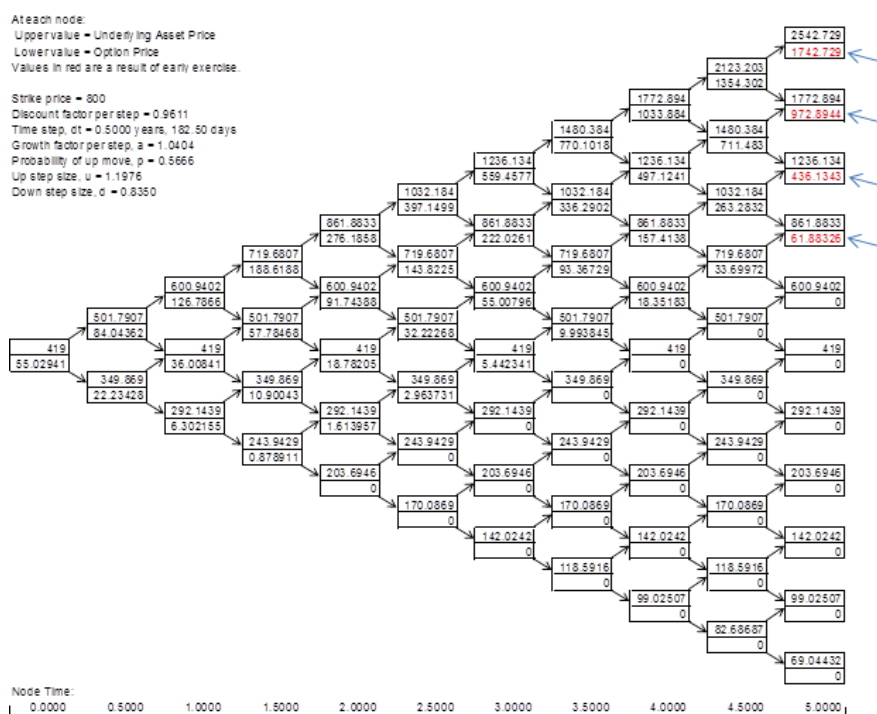 At each node:
Upper value = Underlying Asset Price
Lower value = Option Price
Values in red are a result of early exercise.
Strike price = 800
Discount factor per step = 0.9611
Time step, dt = 0.5000 years, 182.50 days
Growth factor per step, a = 1.0404
Probability of up move, p = 0.5666
Up step size, u = 1.1976
Down step size, d = 0.8350
2542.729
1742.729
2123.203
1354.302
1772.894 1772.894
1033.884 972.8944
1480.384 1480.384
770.1018 711.483
1236.134 1236.134 1236.134
559.4577 497.1241 436.1343
1032.184 1032.184 1032.184
397.1499 336.2902 263.2832
861.8833 861.8833 861.8833 861.8833
276.1858 222.0261 157.4138 61.88326
719.6807 719.6807 719.6807 719.6807
188.6188 143.8225 93.36729 33.69972
600.9402 600.9402 600.9402 600.9402 600.9402
126.7866 91.74388 55.00796 18.35183 0
501.7907 501.7907 501.7907 501.7907 501.7907
84.04362 57.78468 32.22268 9.993845 0
419 419 419 419 419 419
55.02941 36.00841 18.78205 5.442341 0 0
349.869 349.869 349.869 349.869 349.869
22.23428 10.90043 2.963731 0 0
292.1439 292.1439 292.1439 292.1439 292.1439
6.302155 1.613957 0 0 0
243.9429 243.9429 243.9429 243.9429
0.878911 0 0 0
203.6946 203.6946 203.6946 203.6946
0 0 0 0
170.0869 170.0869 170.0869
0 0 0
142.0242 142.0242 142.0242
0 0 0
118.5916 118.5916
0 0
99.02507 99.02507
0 0
82.68687
0
69.04432
0
Node Time:
0.0000 0.5000 1.0000 1.5000 2.0000 2.5000 3.0000 3.5000 4.0000 4.5000 5.0000